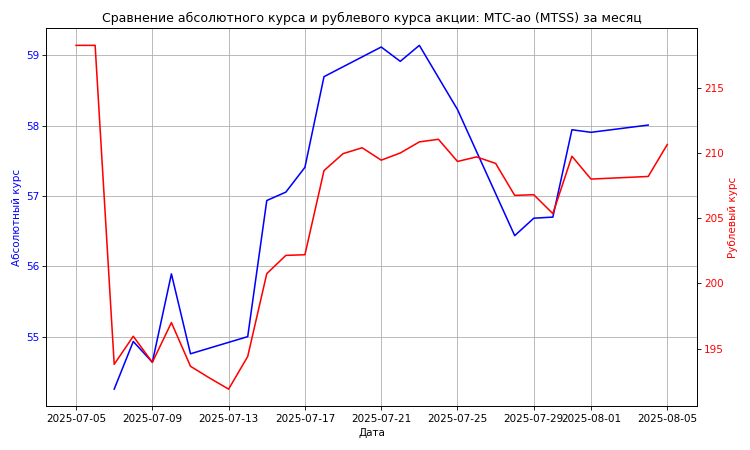 Сравнение абсолютного курса и рублевого курса акции: МТС-ао (MTSS) за месяц
59
58
57
56
55
Абсолютный курс
215
210
205
200
195
Рублевый курс
2025-07-05 2025-07-09 2025-07-13 2025-07-17 2025-07-21 2025-07-25 2025-07-29 2025-08-01 2025-08-05
Дата